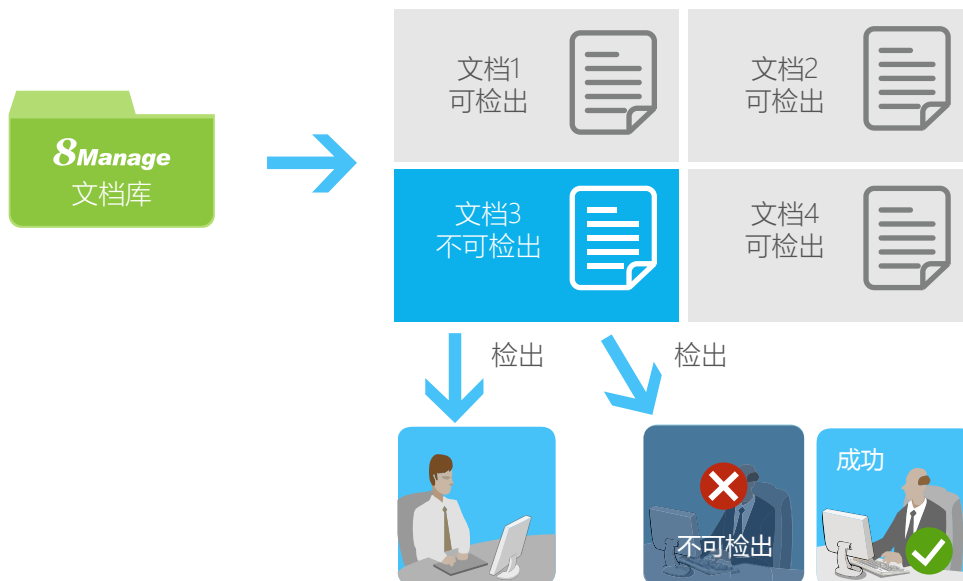 8Manage
文档库
文档1
可检出
文档2
可检出
文档3
不可检出
文档4
可检出
检出
检出
不可检出
成功